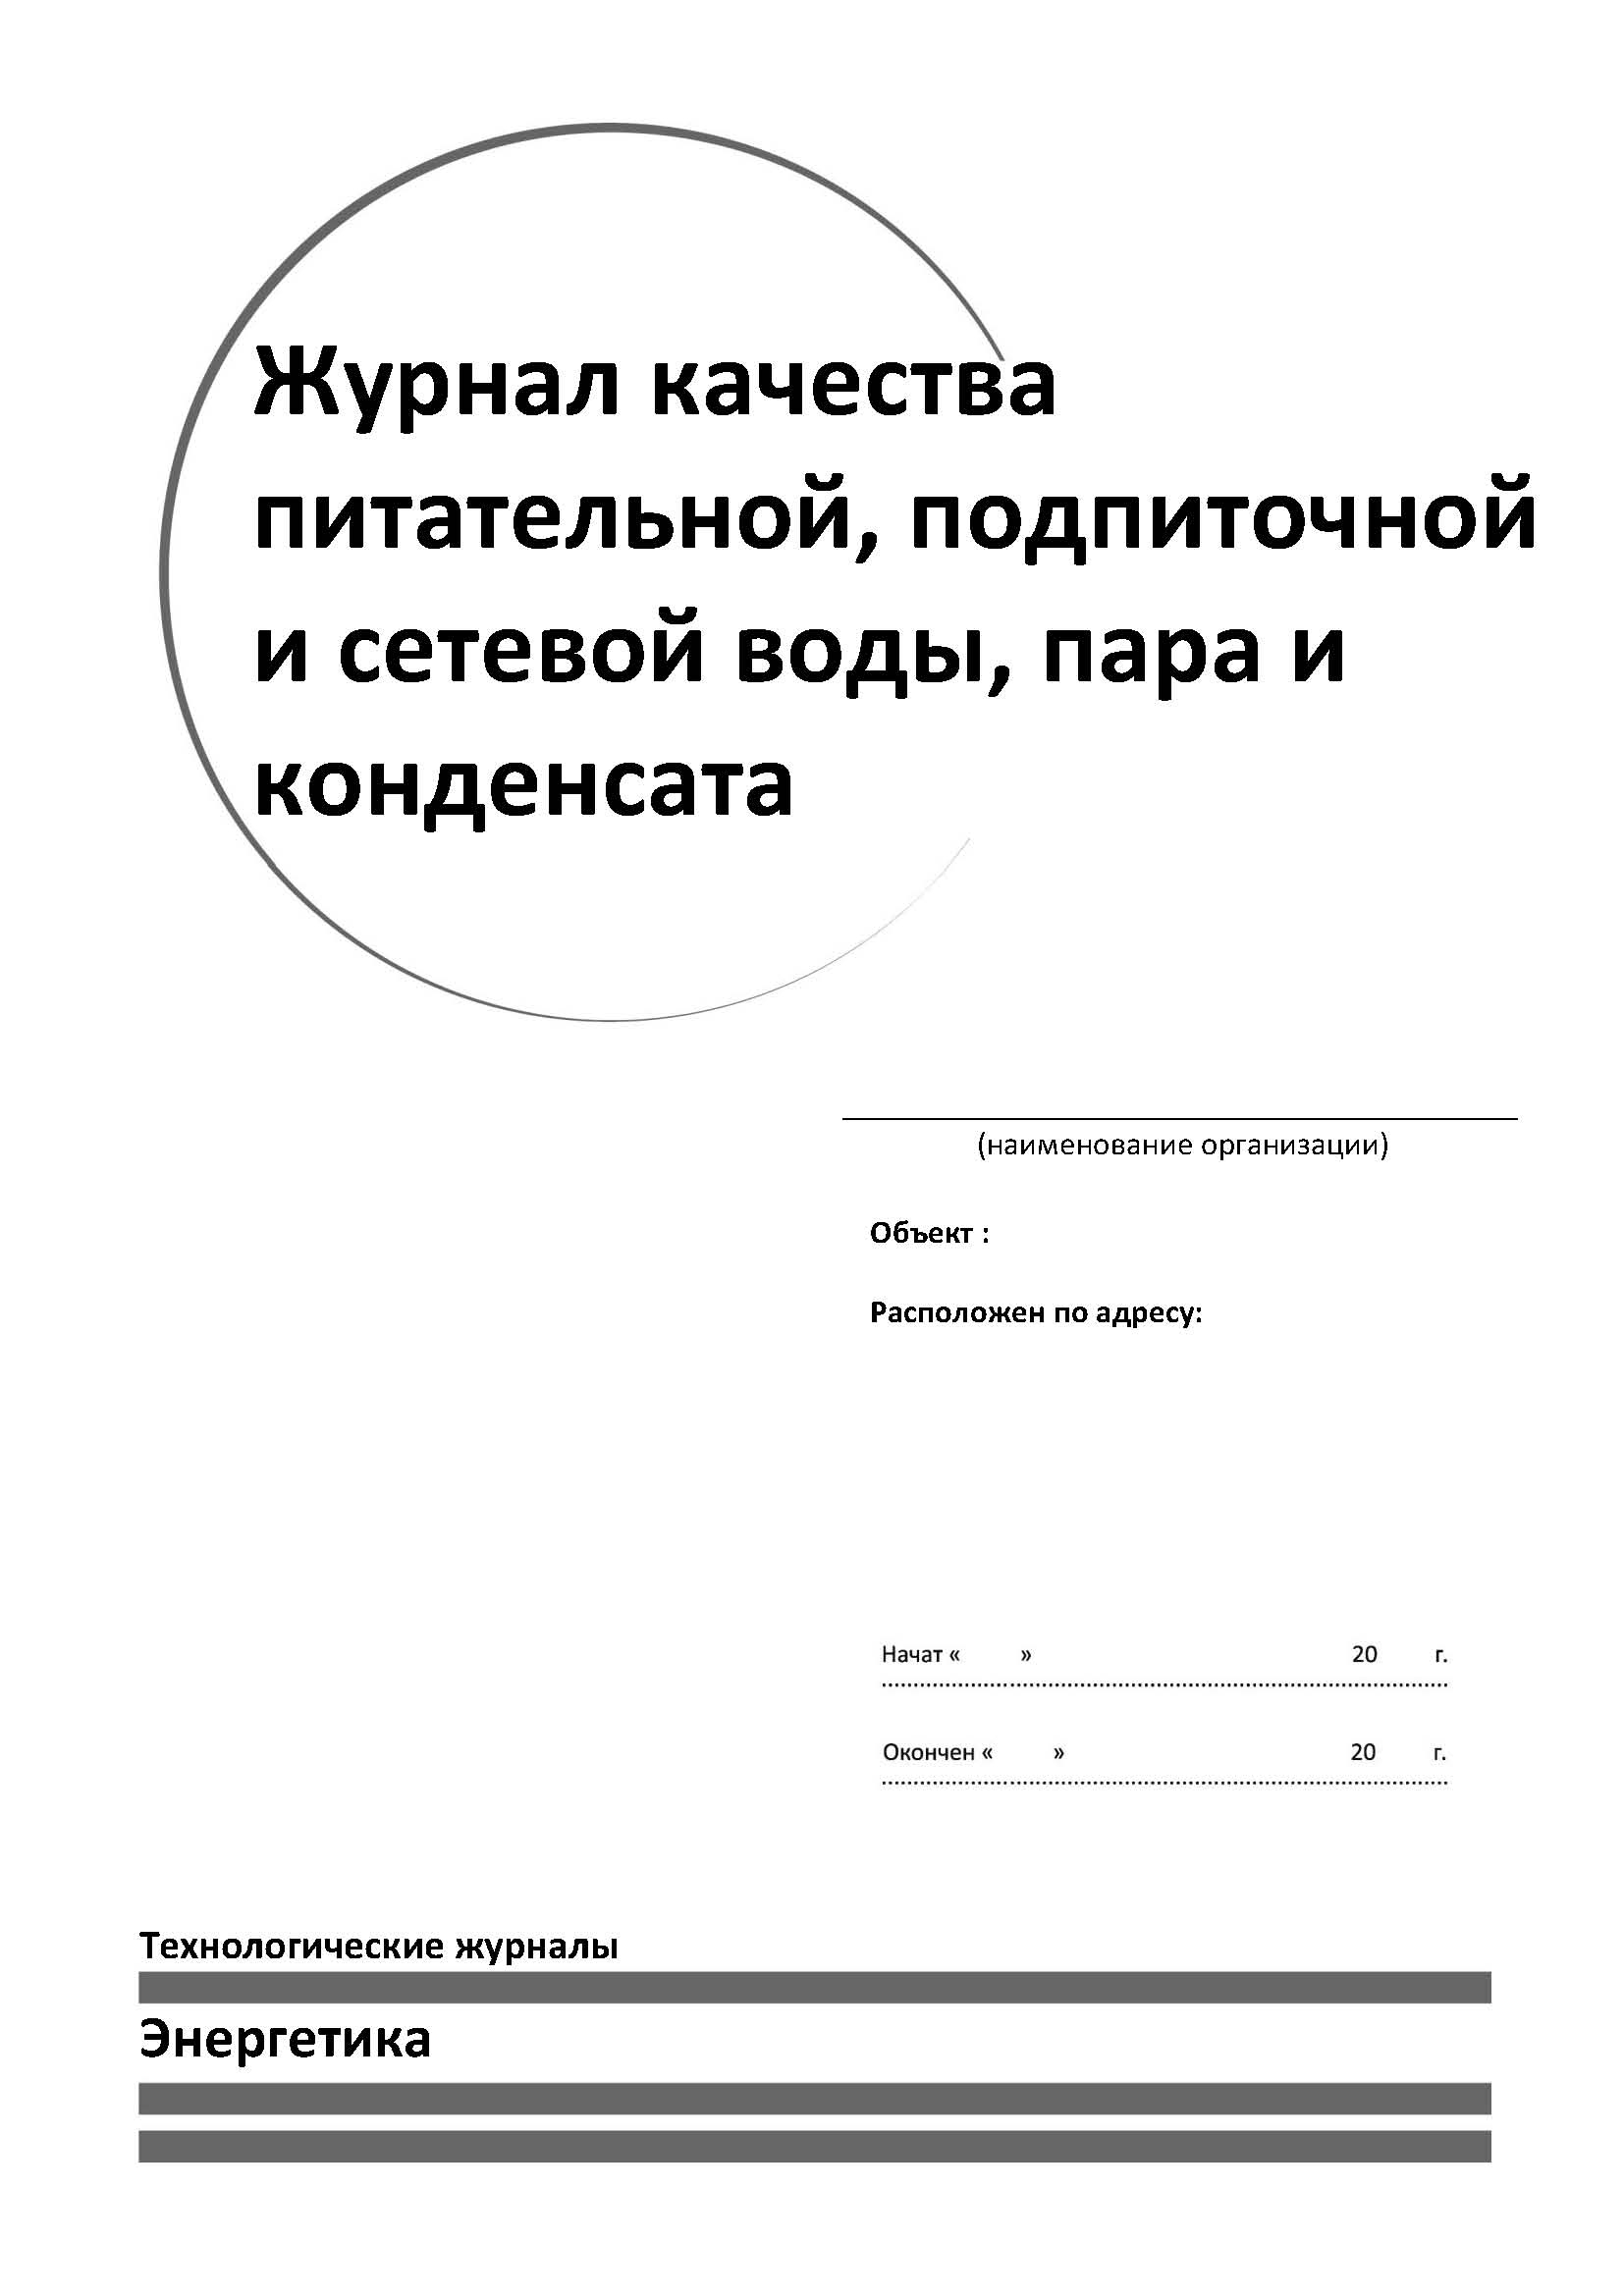 Журнал качества
питательной, подпиточной
и сетевой воды, пара и
конденсата
(наименование организации)
Объект :
Расположен по адресу:
Начат « » 20 г.
Окончен « » 20 г.
Технологические журналы
Энергетика